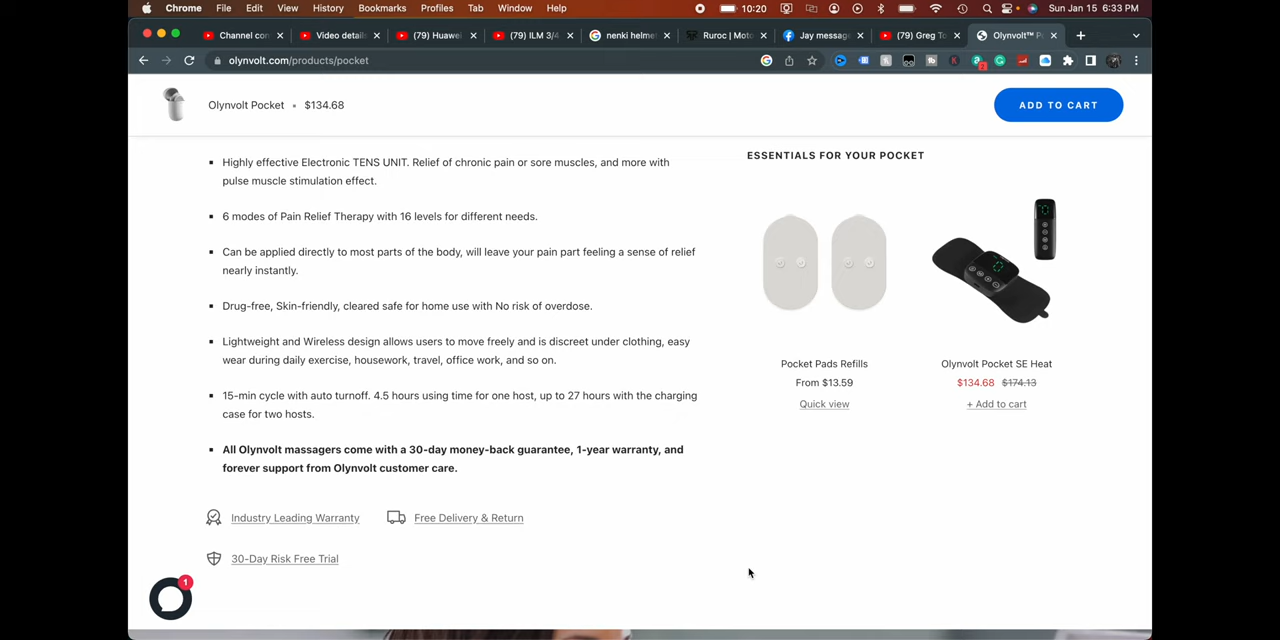 Chrome File Edit View History Bookmarks Profiles Tab Window Help 10:20 Sun Jan 15 6:33 PM
Channel con Video details (79) Huawei (79) ILM 3/4 nenki helmet Ruroc | Moto Jay message (79) Greg To Olynvolt™ P
olynvolt.com/products/pocket
2
Olynvolt Pocket • $134.68 ADD TO CART
Highly effective Electronic TENS UNIT. Relief of chronic pain or sore muscles, and more with
pulse muscle stimulation effect.
6 modes of Pain Relief Therapy with 16 levels for different needs.
Can be applied directly to most parts of the body, will leave your pain part feeling a sense of relief
nearly instantly.
Drug-free, Skin-friendly, cleared safe for home use with No risk of overdose.
Lightweight and Wireless design allows users to move freely and is discreet under clothing, easy
wear during daily exercise, housework, travel, office work, and so on.
15-min cycle with auto turnoff. 4.5 hours using time for one host, up to 27 hours with the charging
case for two hosts.
All Olynvolt massagers come with a 30-day money-back guarantee, 1-year warranty, and
forever support from Olynvolt customer care.
Industry Leading Warranty Free Delivery & Return
30-Day Risk Free Trial
1
ESSENTIALS FOR YOUR POCKET
Pocket Pads Refills
From $13.59
Quick view
Olynvolt Pocket SE Heat
$134.68 $174.13
+ Add to cart